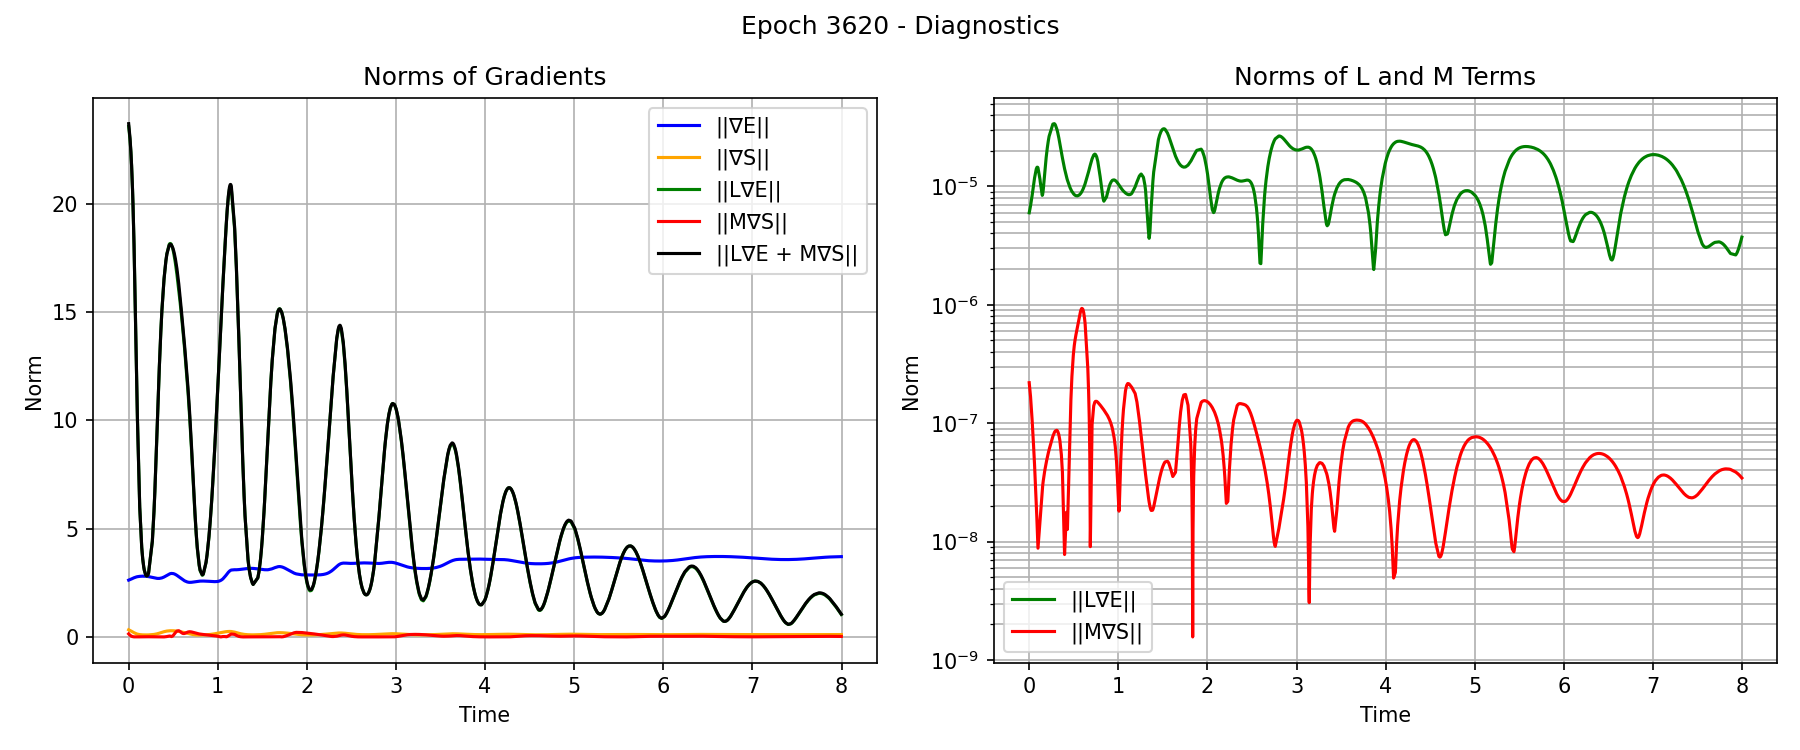 Epoch 3620 - Diagnostics
Norms of Gradients
Norm
20
15
10
5
0
0 1 2 3 4 5 6 7 8
Time
||∇E||
||∇S||
||L∇E||
||M∇S||
||L∇E + M∇S||
Norms of L and M Terms
Norm
10⁻⁵
10⁻⁶
10⁻⁷
10⁻⁸
10⁻⁹
0 1 2 3 4 5 6 7 8
Time
||L∇E||
||M∇S||